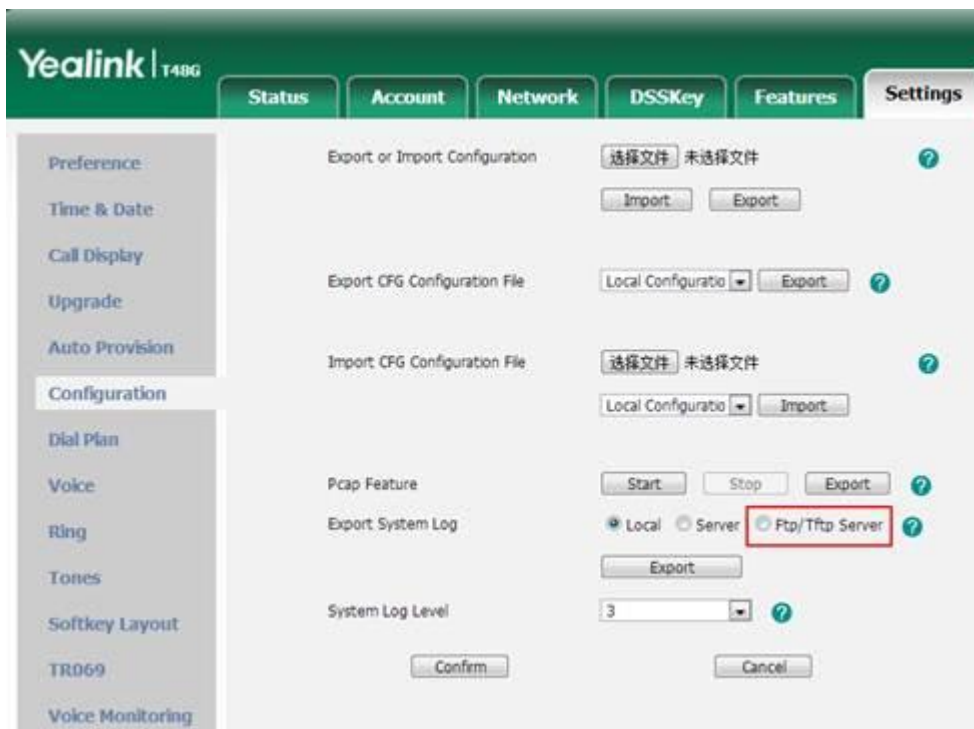 Yealink | T48G
Status Account Network DSSKey Features Settings
Preference
Time & Date
Call Display
Upgrade
Auto Provision
Configuration
Dial Plan
Voice
Ring
Tones
Softkey Layout
TR069
Voice Monitoring
Export or Import Configuration 选择文件 未选择文件 ?
Import Export
Export CFG Configuration File Local Configuratio Export ?
Import CFG Configuration File 选择文件 未选择文件 ?
Local Configuratio Import
Pcap Feature Start Stop Export ?
Export System Log Local Server Ftp/Tftp Server ?
Export
System Log Level 3 ?
Confirm Cancel